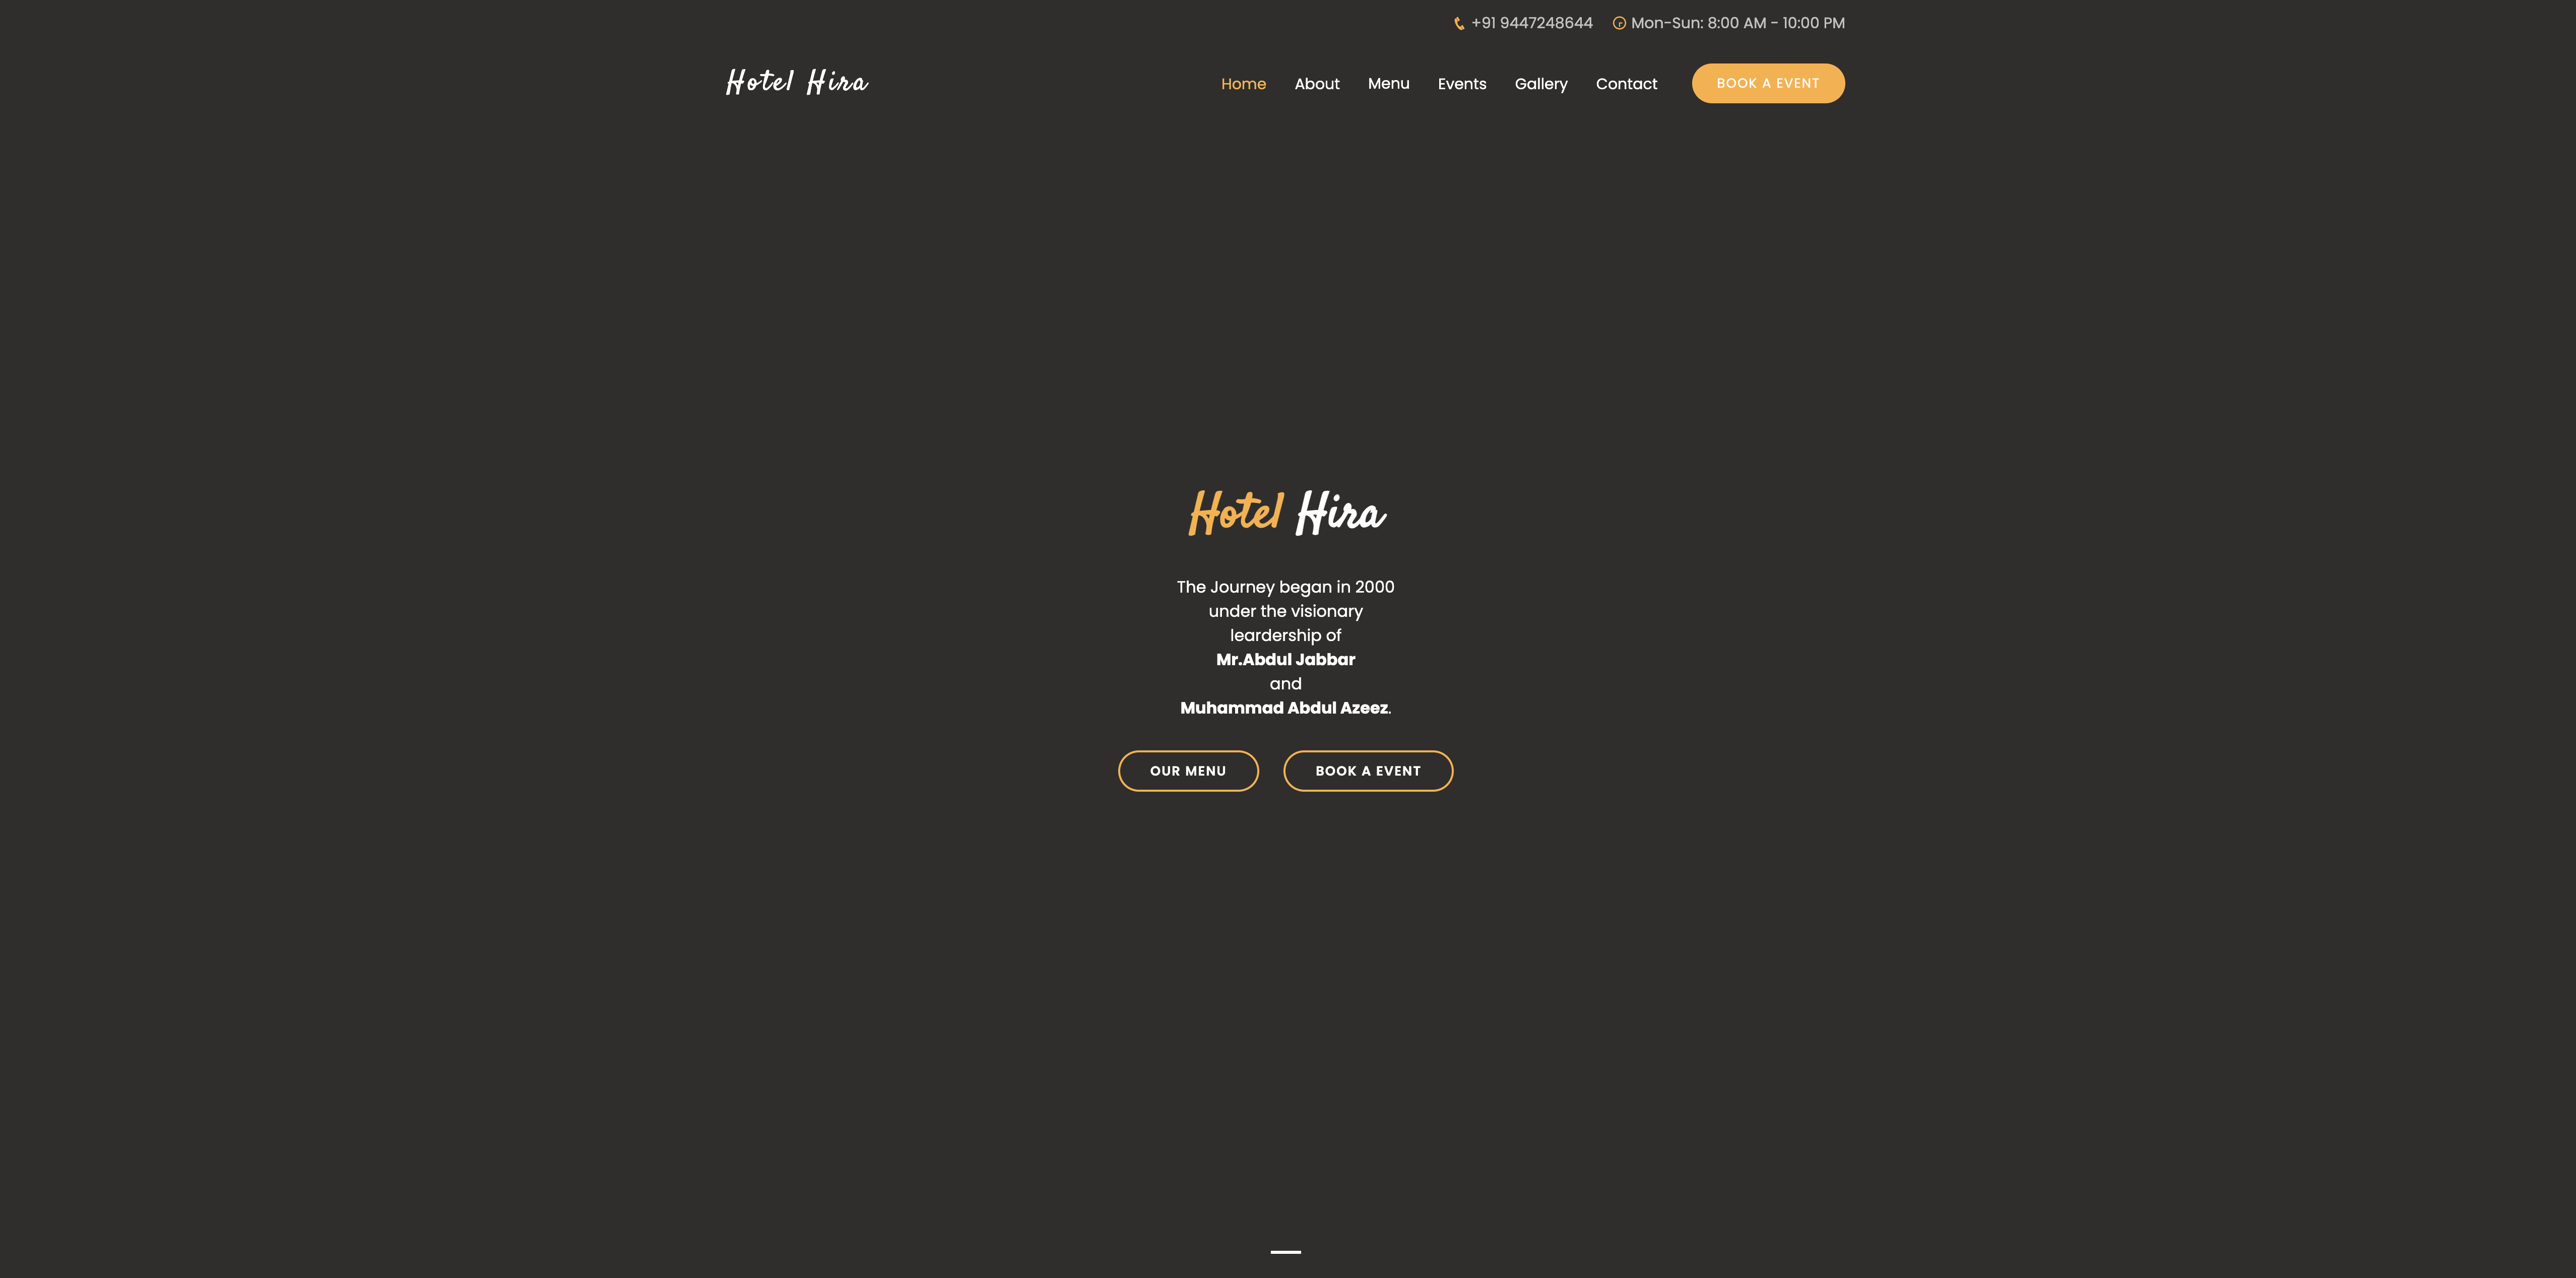 +91 9447248644 Mon-Sun: 8:00 AM - 10:00 PM
Hotel Hira Home About Menu Events Gallery Contact BOOK A EVENT
Hotel Hira
The Journey began in 2000
under the visionary
leardership of
Mr.Abdul Jabbar
and
Muhammad Abdul Azeez.
OUR MENU BOOK A EVENT